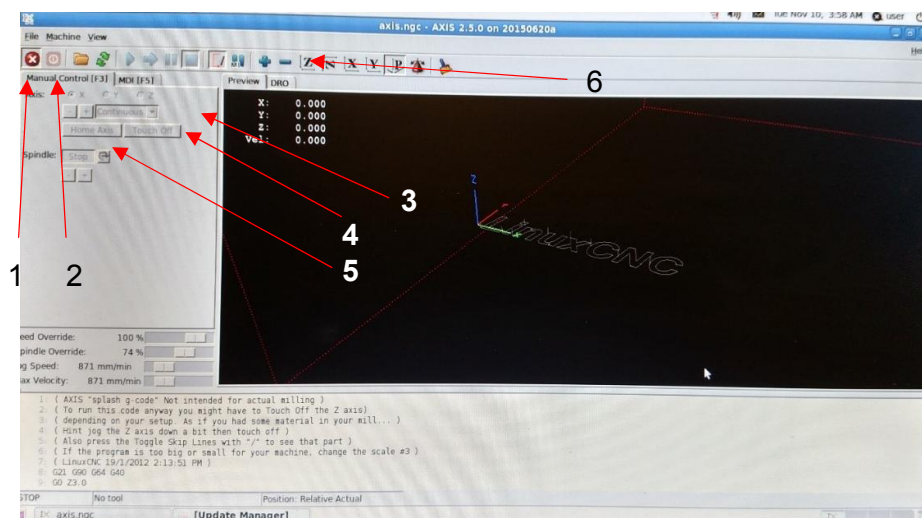 axis.ngc - AXIS 2.5.0 on 20150620a
Tue Nov 10, 3:58 AM user
File Machine View
He
Z N X Y P
6
Manual Control [F3] MDI [F5]
Preview DRO
Axis: X Y Z
- + Continuous
Home Axis Touch Off
Spindle: Stop
- +
X: 0.000
Y: 0.000
Z: 0.000
Vel: 0.000
Z
X
LinuxCNC
3
4
5
1 2
eed Override: 100 %
pindle Override: 74 %
og Speed: 871 mm/min
ax Velocity: 871 mm/min
1: ( AXIS "splash g-code" Not intended for actual milling )
2: ( To run this code anyway you might have to Touch Off the Z axis)
3: ( depending on your setup. As if you had some material in your mill... )
4: ( Hint jog the Z axis down a bit then touch off )
5: ( Also press the Toggle Skip Lines with "/" to see that part )
6: ( If the program is too big or small for your machine, change the scale #3 )
7: ( LinuxCNC 19/1/2012 2:13:51 PM )
8: G21 G90 G64 G40
9: G0 Z3.0
STOP No tool Position: Relative Actual
axis.ngc [Update Manager]